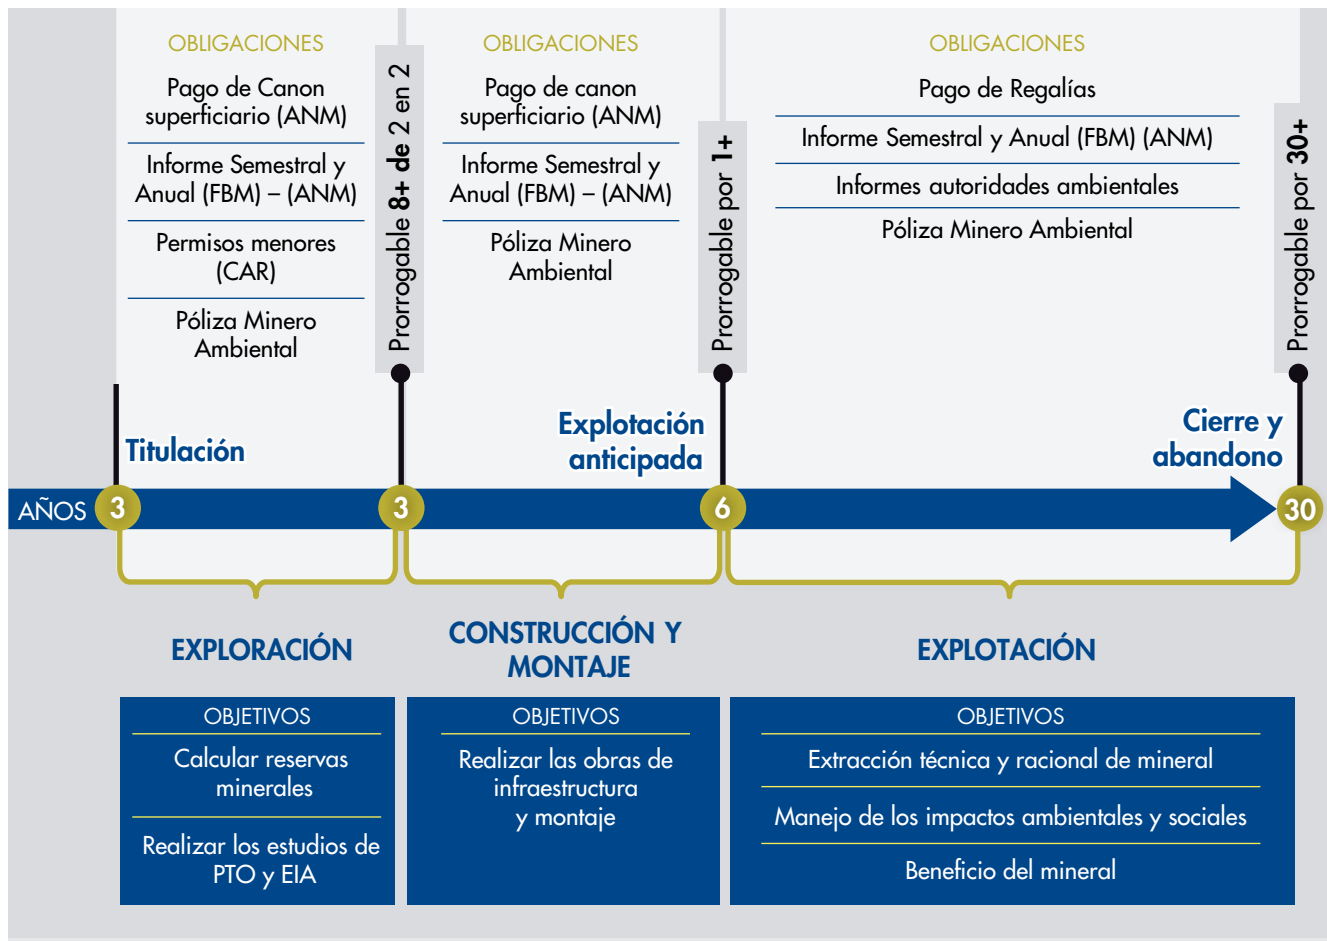 OBLIGACIONES
Pago de Canon
superficiario (ANM)
Informe Semestral y
Anual (FBM) – (ANM)
Permisos menores
(CAR)
Póliza Minero
Ambiental
Prorrogable 8+ de 2 en 2
OBLIGACIONES
Pago de canon
superficiario (ANM)
Informe Semestral y
Anual (FBM) – (ANM)
Póliza Minero
Ambiental
Prorrogable por 1+
OBLIGACIONES
Pago de Regalías
Informe Semestral y Anual (FBM) (ANM)
Informes autoridades ambientales
Póliza Minero Ambiental
Prorrogable por 30+
Titulación
Explotación
anticipada
Cierre y
abandono
AÑOS 3 3 6 30
EXPLORACIÓN
CONSTRUCCIÓN Y
MONTAJE
EXPLOTACIÓN
OBJETIVOS
Calcular reservas
minerales
Realizar los estudios de
PTO y EIA
OBJETIVOS
Realizar las obras de
infraestructura
y montaje
OBJETIVOS
Extracción técnica y racional de mineral
Manejo de los impactos ambientales y sociales
Beneficio del mineral